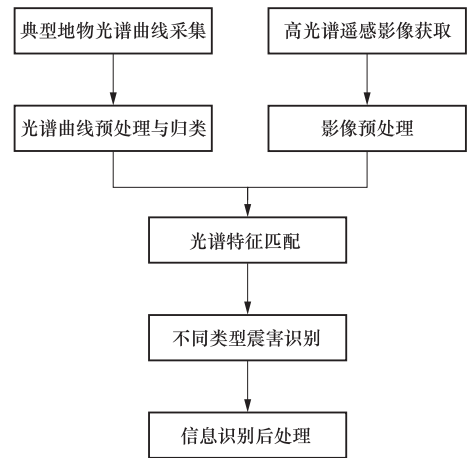 典型地物光谱曲线采集
高光谱遥感影像获取
光谱曲线预处理与归类
影像预处理
光谱特征匹配
不同类型震害识别
信息识别后处理